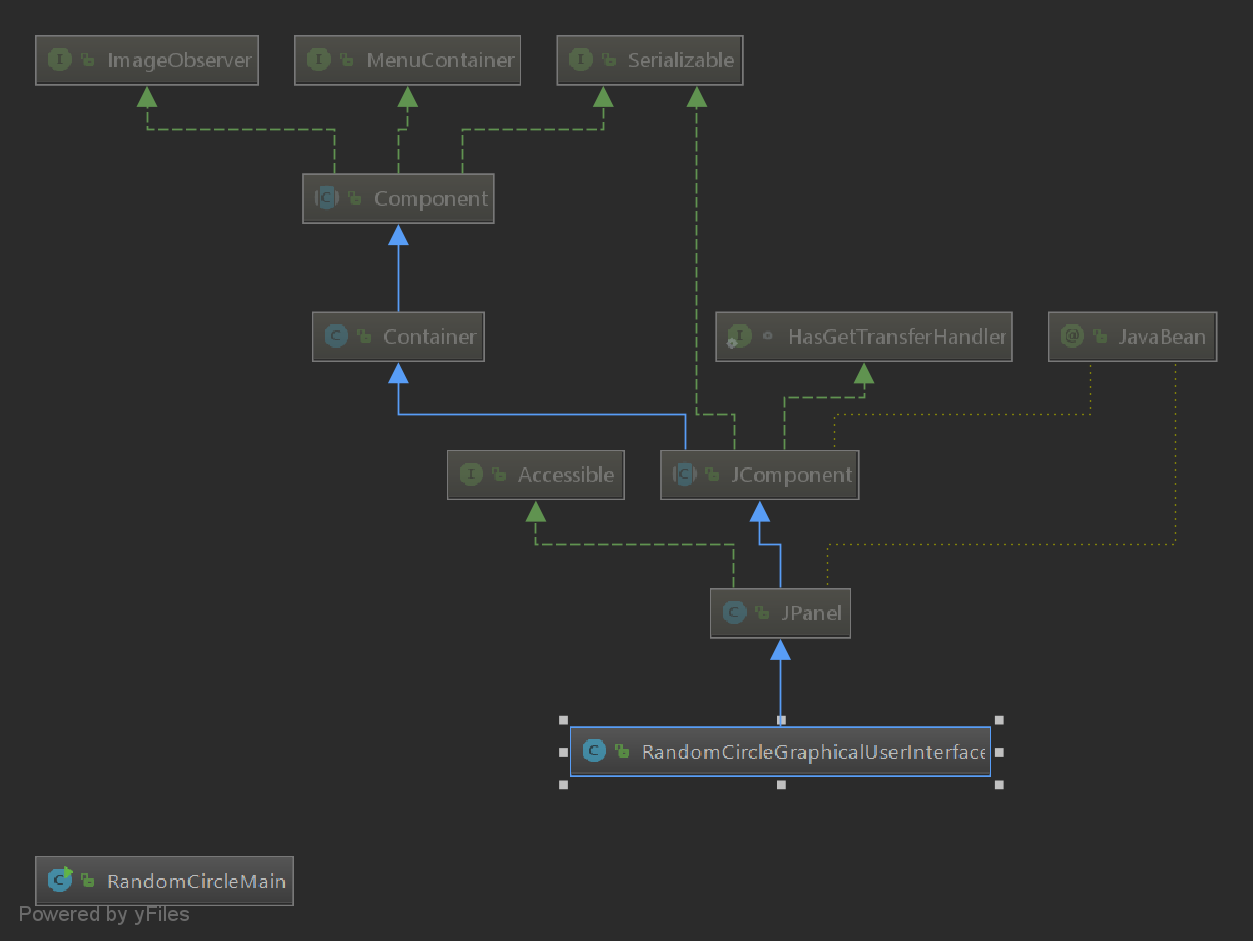 ImageObserver
MenuContainer
Serializable
Component
Container
HasGetTransferHandler
JavaBean
Accessible
JComponent
JPanel
RandomCircleGraphicalUserInterface
RandomCircleMain
Powered by yFiles